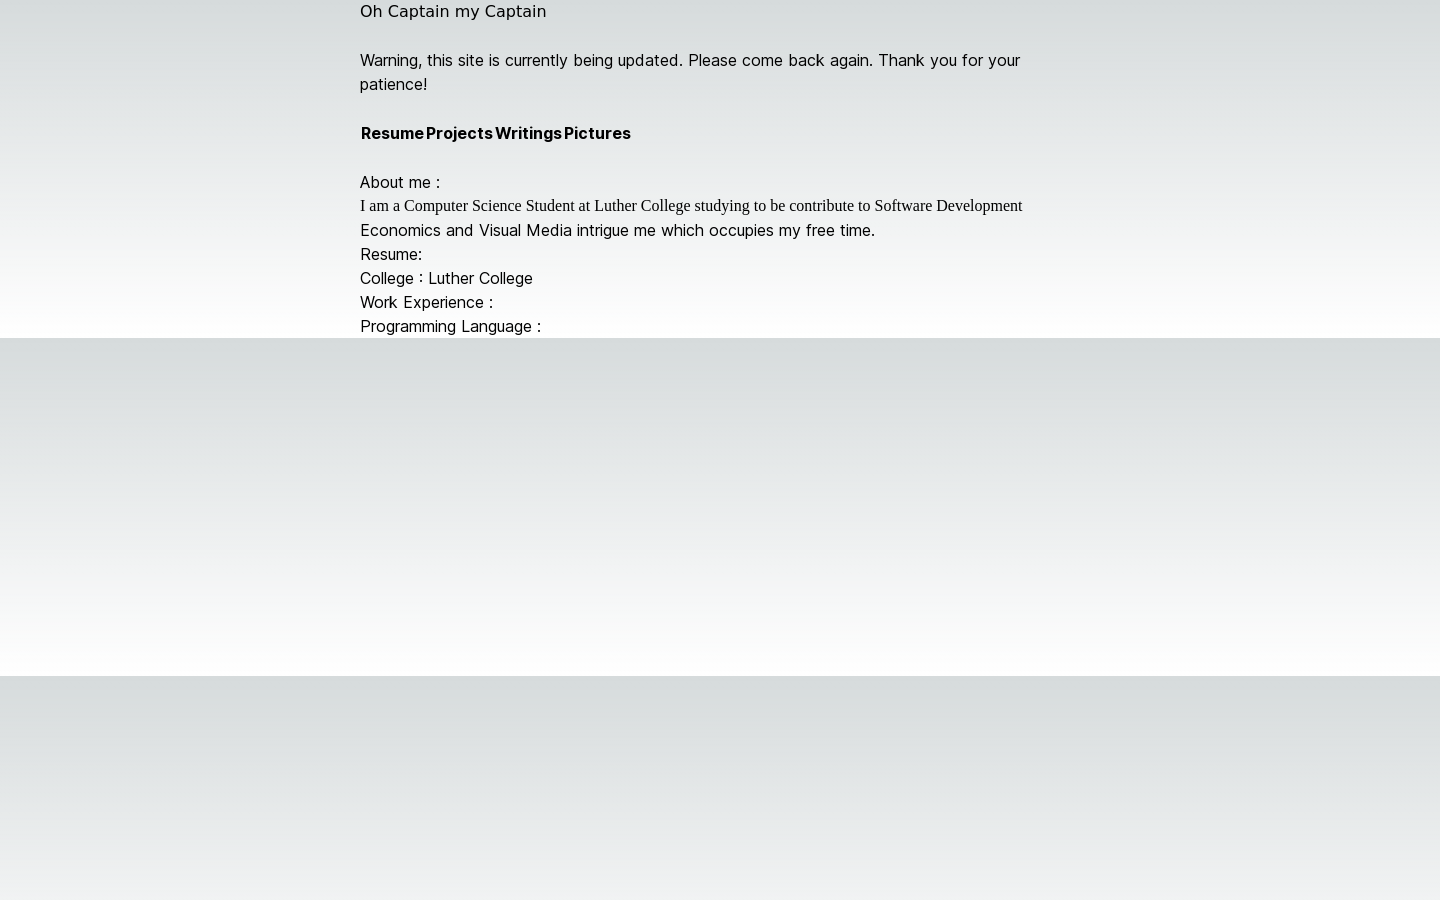 Oh Captain my Captain
Warning, this site is currently being updated. Please come back again. Thank you for your
patience!
Resume Projects Writings Pictures
About me :
I am a Computer Science Student at Luther College studying to be contribute to Software Development
Economics and Visual Media intrigue me which occupies my free time.
Resume:
College : Luther College
Work Experience :
Programming Language :